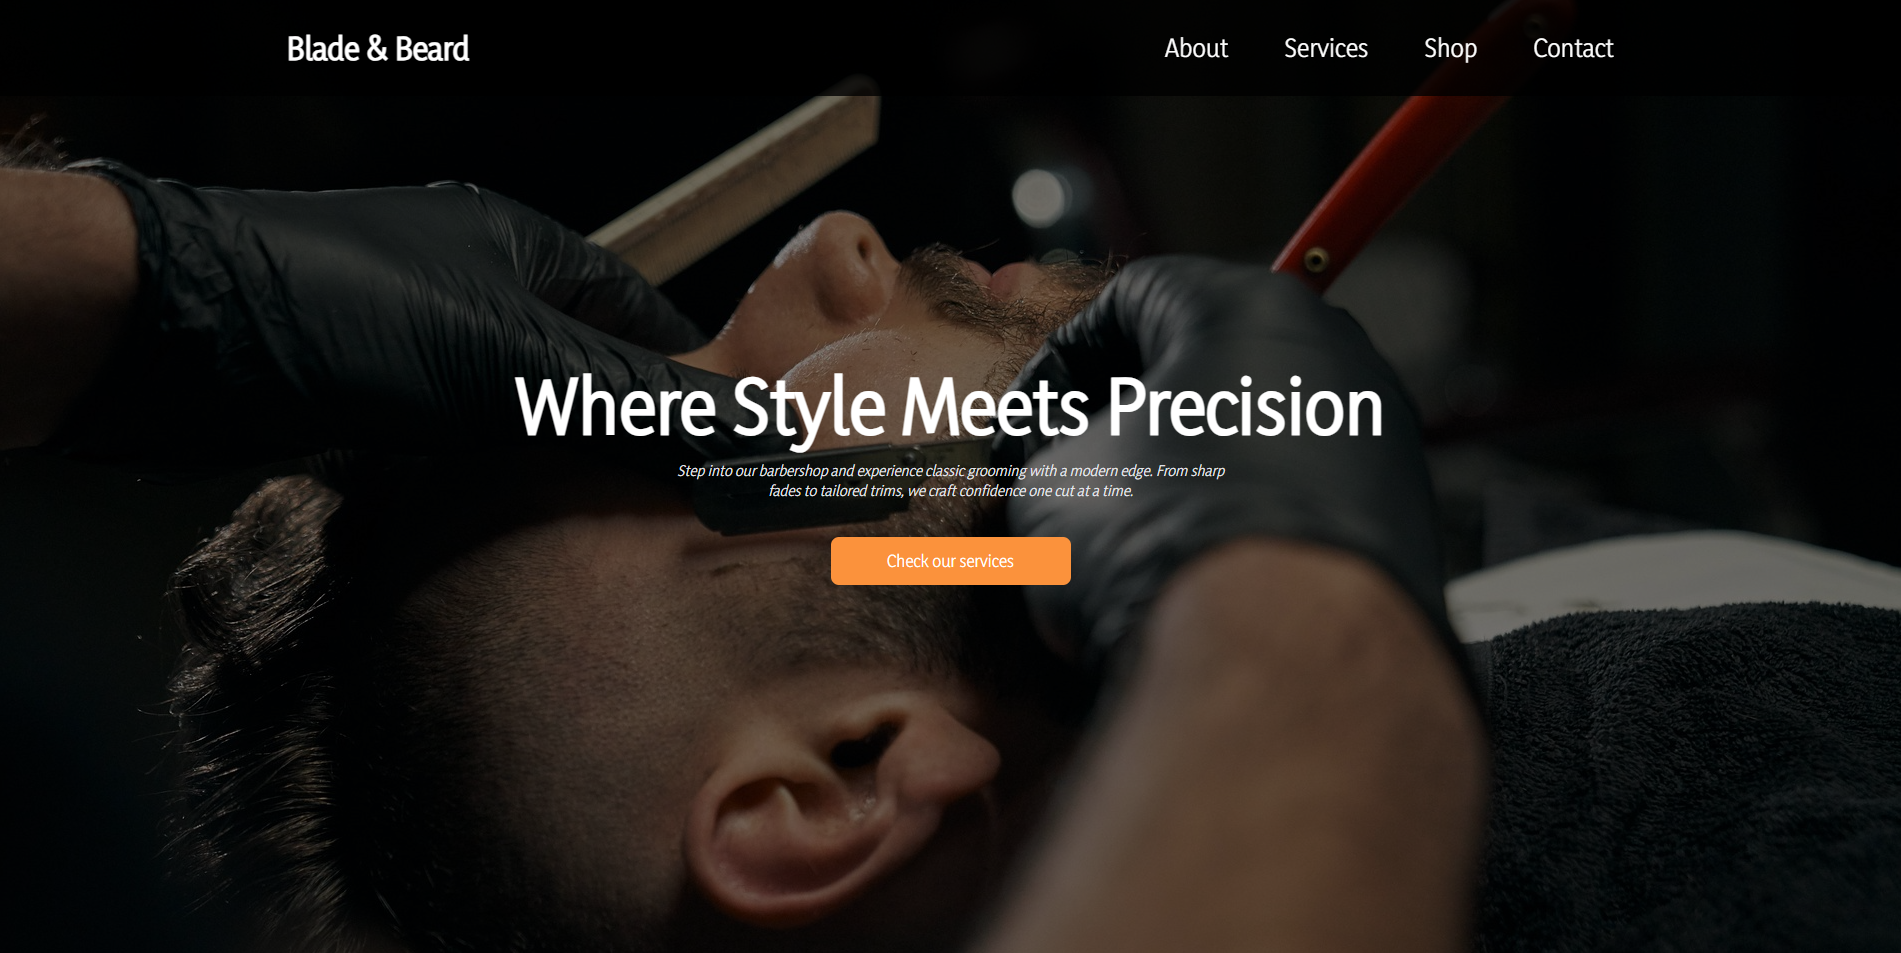 Blade & Beard
About Services Shop Contact
Where Style Meets Precision
Step into our barbershop and experience classic grooming with a modern edge. From sharp
fades to tailored trims, we craft confidence one cut at a time.
Check our services